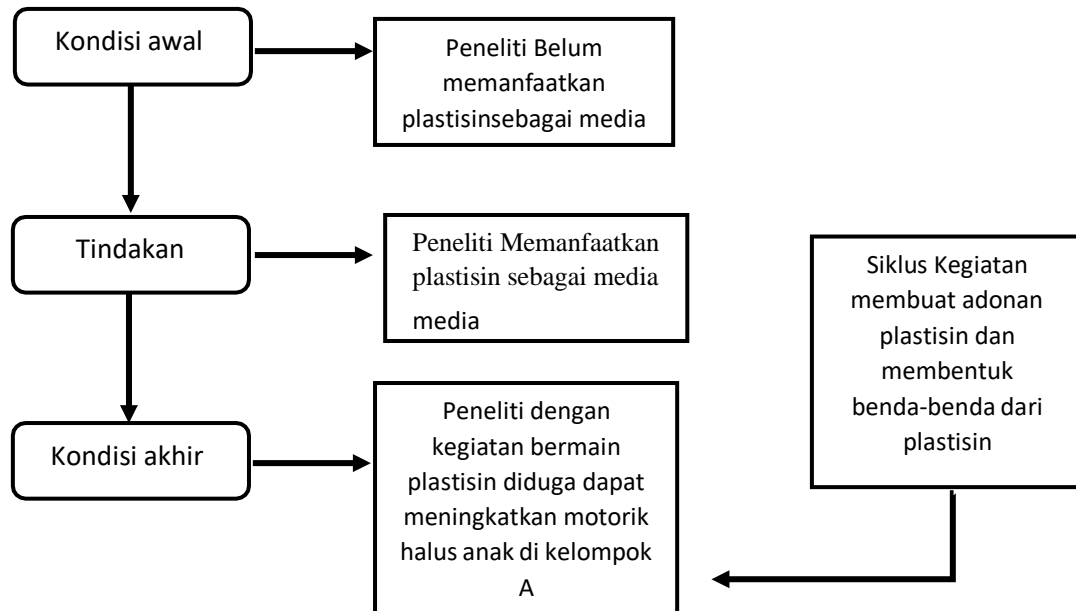 Kondisi awal
Peneliti Belum
memanfaatkan
plastisinsebagai media
Tindakan
Peneliti Memanfaatkan
plastisin sebagai media
media
Siklus Kegiatan
membuat adonan
plastisin dan
membentuk
benda-benda dari
plastisin
Kondisi akhir
Peneliti dengan
kegiatan bermain
plastisin diduga dapat
meningkatkan motorik
halus anak di kelompok
A